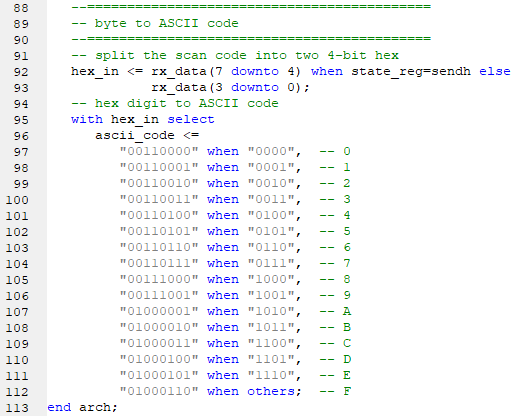 88 --===========================================
89 -- byte to ASCII code
90 --===========================================
91 -- split the scan code into two 4-bit hex
92 hex_in <= rx_data(7 downto 4) when state_reg=sendh else
93 rx_data(3 downto 0);
94 -- hex digit to ASCII code
95 with hex_in select
96 ascii_code <=
97 "00110000" when "0000", -- 0
98 "00110001" when "0001", -- 1
99 "00110010" when "0010", -- 2
100 "00110011" when "0011", -- 3
101 "00110100" when "0100", -- 4
102 "00110101" when "0101", -- 5
103 "00110110" when "0110", -- 6
104 "00110111" when "0111", -- 7
105 "00111000" when "1000", -- 8
106 "00111001" when "1001", -- 9
107 "01000001" when "1010", -- A
108 "01000010" when "1011", -- B
109 "01000011" when "1100", -- C
110 "01000100" when "1101", -- D
111 "01000101" when "1110", -- E
112 "01000110" when others; -- F
113 end arch;